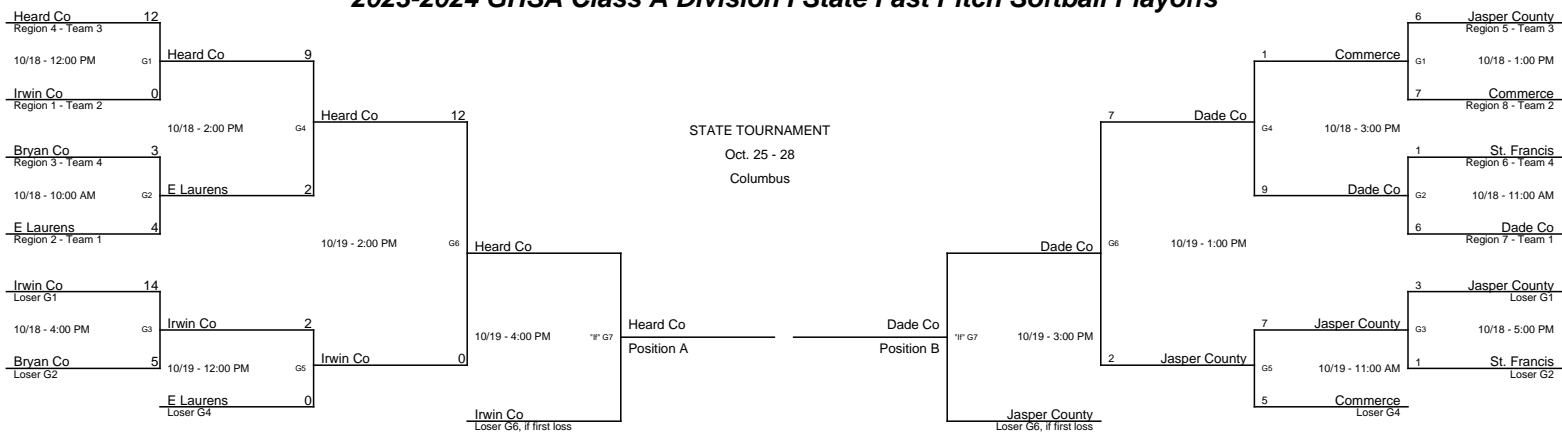 2023-2024 GHSA Class A Division I State Fast Pitch Softball Playoffs
Heard Co 12
Region 4 - Team 3
10/18 - 12:00 PM G1
Irwin Co 0
Region 1 - Team 2
Heard Co 9
10/18 - 2:00 PM G4
Bryan Co 3
Region 3 - Team 4
10/18 - 10:00 AM G2
E Laurens 4
Region 2 - Team 1
E Laurens 2
Heard Co 12
10/19 - 2:00 PM G6
Irwin Co 14
Loser G1
10/18 - 4:00 PM G3
Bryan Co 5
Loser G2
Irwin Co 2
10/19 - 12:00 PM G5
E Laurens 0
Loser G4
Irwin Co 0
Heard Co
10/19 - 4:00 PM "If" G7
Irwin Co
Loser G6, if first loss
Heard Co
Position A
STATE TOURNAMENT
Oct. 25 - 28
Columbus
Dade Co
Position B
Dade Co
"If" G7 10/19 - 3:00 PM
Jasper County
Loser G6, if first loss
7 Dade Co
G6 10/19 - 1:00 PM
2 Jasper County
1 Commerce
G4 10/18 - 3:00 PM
9 Dade Co
7 Jasper County
G5 10/19 - 11:00 AM
5 Commerce
Loser G4
6 Jasper County
Region 5 - Team 3
G1 10/18 - 1:00 PM
7 Commerce
Region 8 - Team 2
1 St. Francis
Region 6 - Team 4
G2 10/18 - 11:00 AM
6 Dade Co
Region 7 - Team 1
3 Jasper County
Loser G1
G3 10/18 - 5:00 PM
1 St. Francis
Loser G2